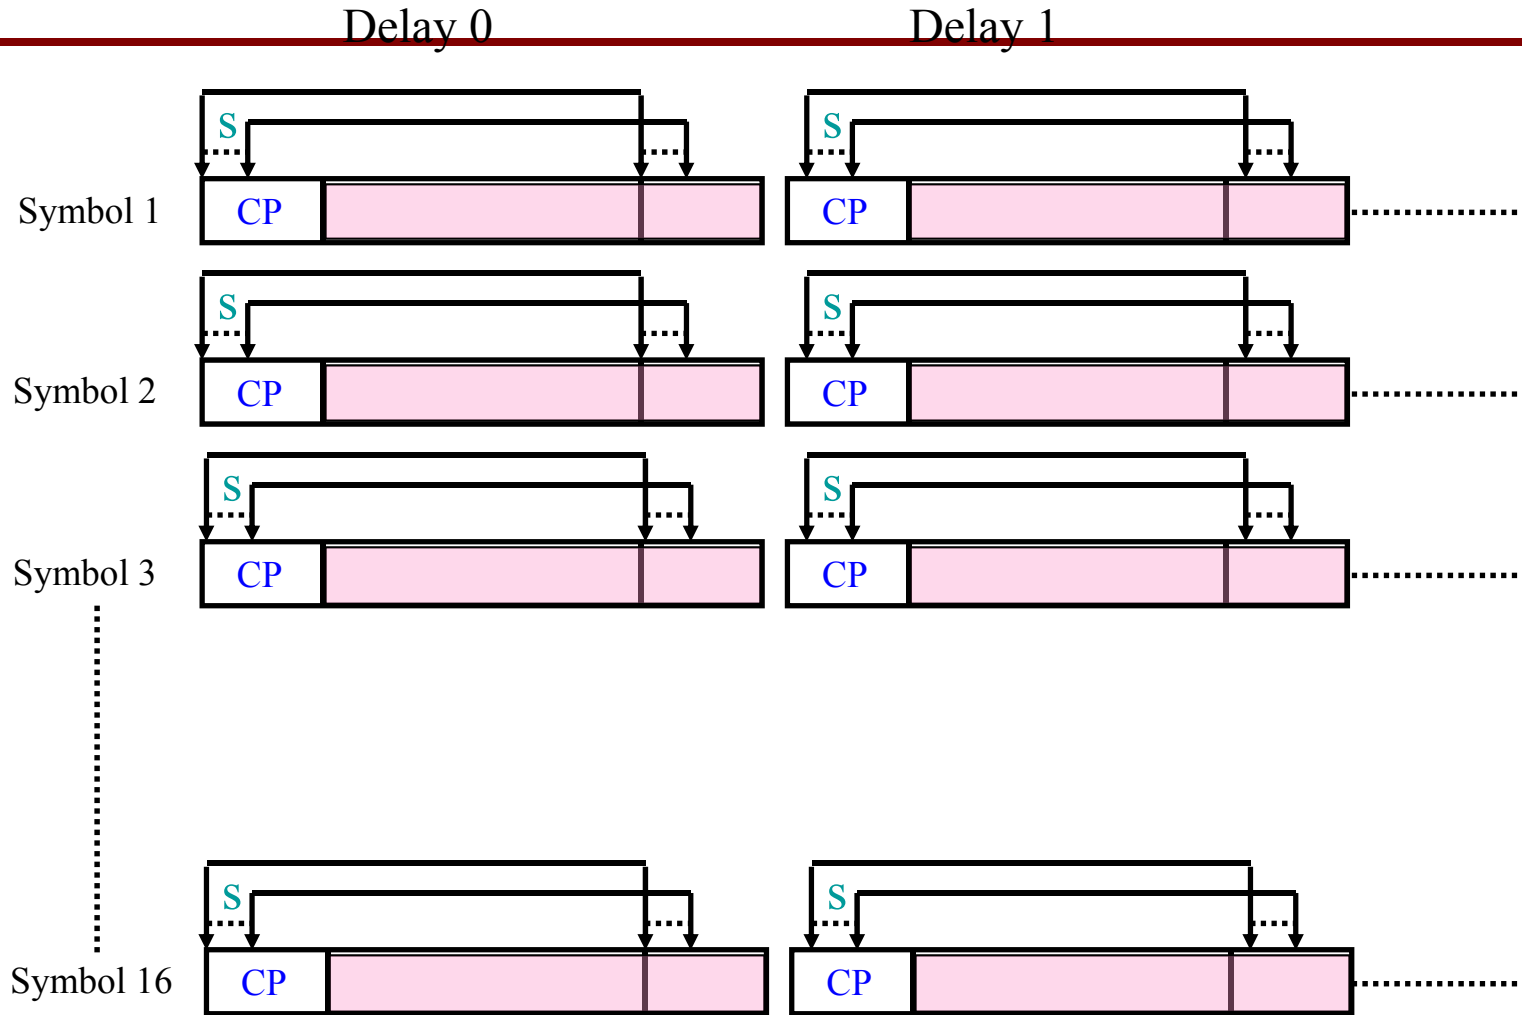 Delay 0 Delay 1
S S
Symbol 1 CP CP
S S
Symbol 2 CP CP
S S
Symbol 3 CP CP
S S
Symbol 16 CP CP